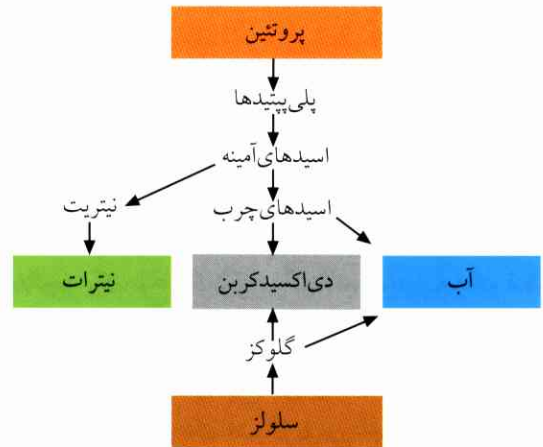 پروتئین
پلی‌پپتیدها
اسیدهای‌آمینه
نیتریت
اسیدهای‌چرب
نیترات
دی‌اکسیدکربن
آب
گلوکز
سلولز